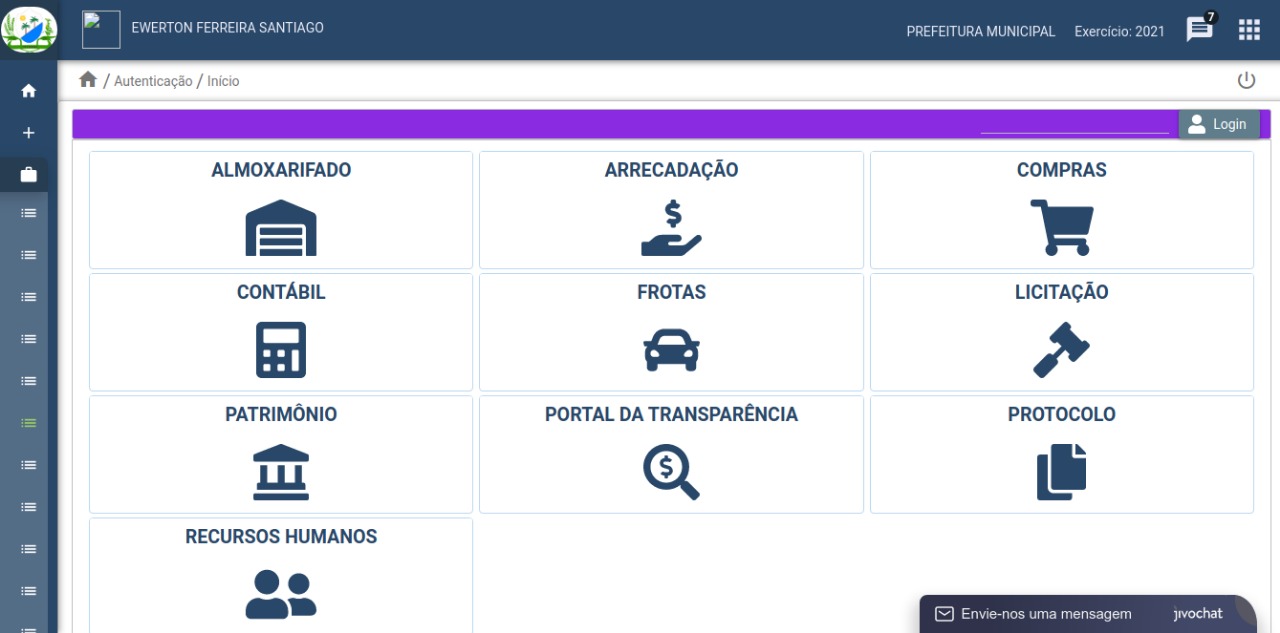 EWERTON FERREIRA SANTIAGO
PREFEITURA MUNICIPAL Exercício: 2021 7
/ Autenticação / Início
Login
ALMOXARIFADO ARRECADAÇÃO COMPRAS
CONTÁBIL FROTAS LICITAÇÃO
PATRIMÔNIO PORTAL DA TRANSPARÊNCIA PROTOCOLO
RECURSOS HUMANOS
Envie-nos uma mensagem jivochat